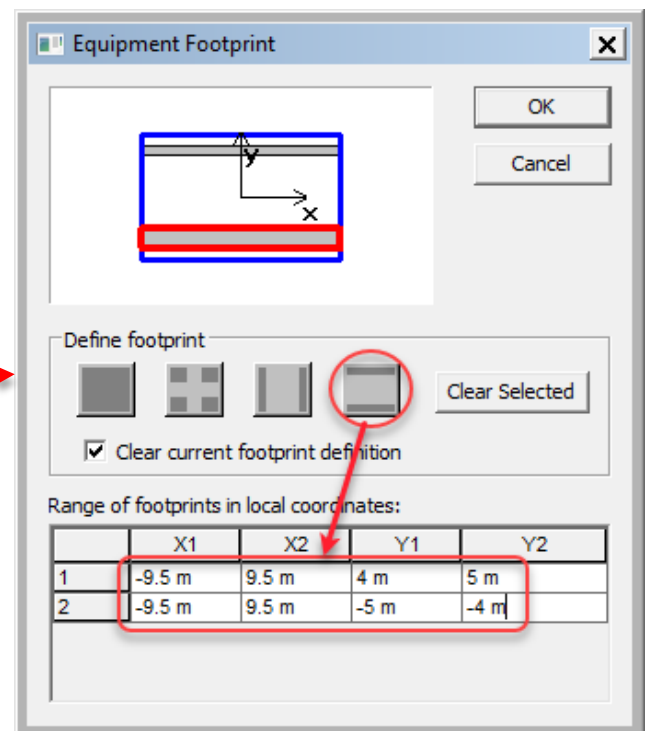 Equipment Footprint
OK
Cancel
y
x
Define footprint
Clear Selected
Clear current footprint definition
Range of footprints in local coordinates:
X1 X2 Y1 Y2
1 -9.5 m 9.5 m 4 m 5 m
2 -9.5 m 9.5 m -5 m -4 m